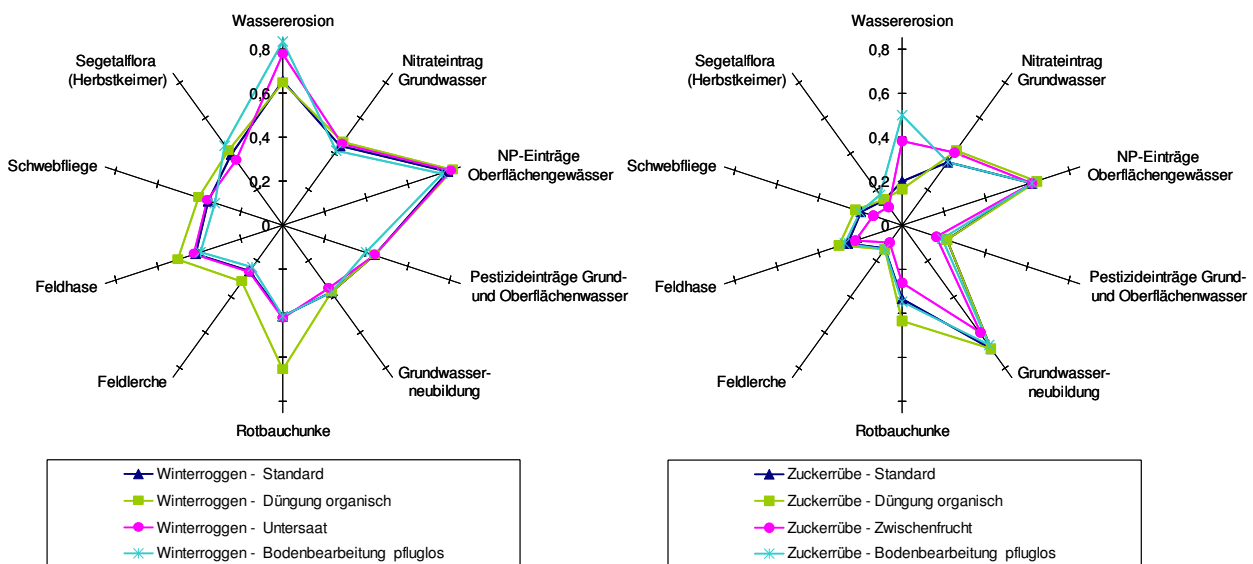 Wassererosion
0,8
0,6
0,4
0,2
0
Nitrateintrag
Grundwasser
NP-Einträge
Oberflächengewässer
Pestizideinträge Grund-
und Oberflächenwasser
Grundwasser-
neubildung
Rotbauchunke
Feldlerche
Feldhase
Schwebfliege
Segetalflora
(Herbstkeimer)
Winterroggen - Standard
Winterroggen - Düngung organisch
Winterroggen - Untersaat
Winterroggen - Bodenbearbeitung pfluglos
Wassererosion
0,8
0,6
0,4
0,2
0
Nitrateintrag
Grundwasser
NP-Einträge
Oberflächengewässer
Pestizideinträge Grund-
und Oberflächenwasser
Grundwasser-
neubildung
Rotbauchunke
Feldlerche
Feldhase
Schwebfliege
Segetalflora
(Herbstkeimer)
Zuckerrübe - Standard
Zuckerrübe - Düngung organisch
Zuckerrübe - Zwischenfrucht
Zuckerrübe - Bodenbearbeitung pfluglos